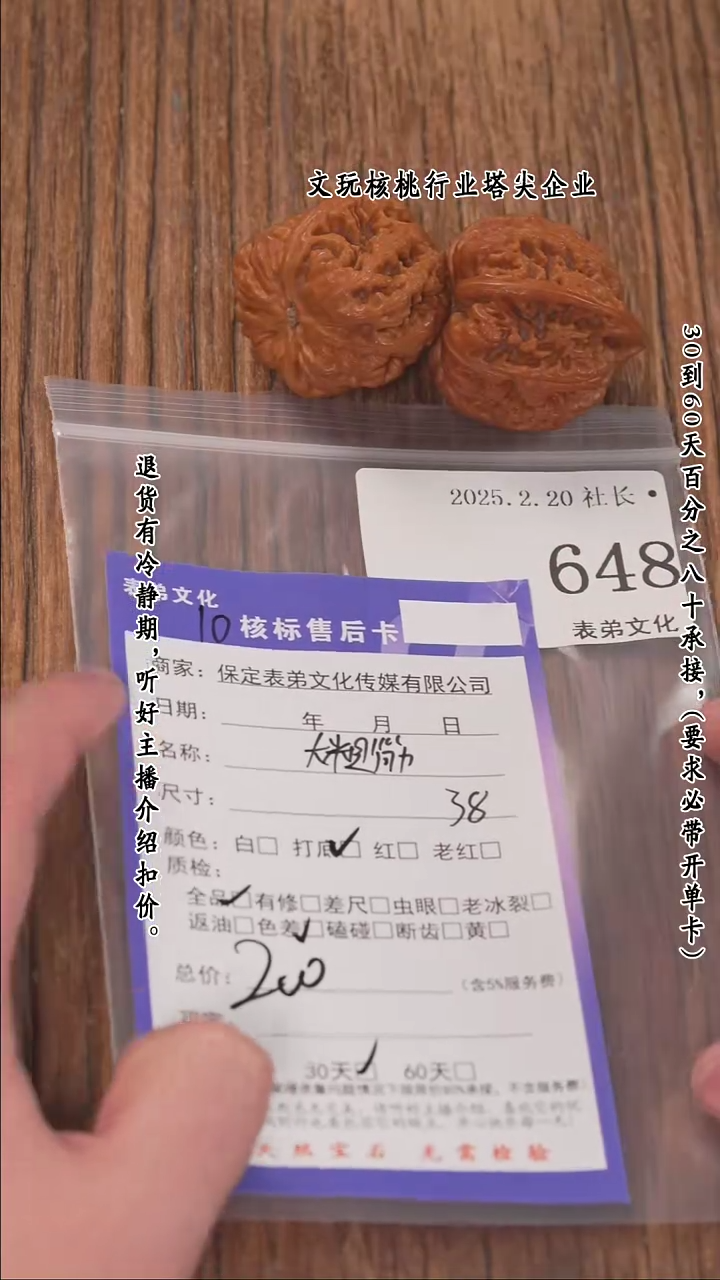 文玩核桃行业塔尖企业
30到60天百分之八十承接，(要求必带开单卡)
退货有冷静期，听好主播介绍扣价。
2025.2.20 社长
648
表弟文化
表弟文化
10 核标售后卡
商家：保定表弟文化传媒有限公司
日期： 年 月 日
名称：
尺寸： 38
颜色：白□ 打底☑ 红□ 老红□
质检：
全品☑有修□差尺□虫眼□老冰裂□
返油□色差☑磕碰□断齿□黄□
总价：200 （含5%服务费）
30天☑ 60天□
天然宝石 无需检验